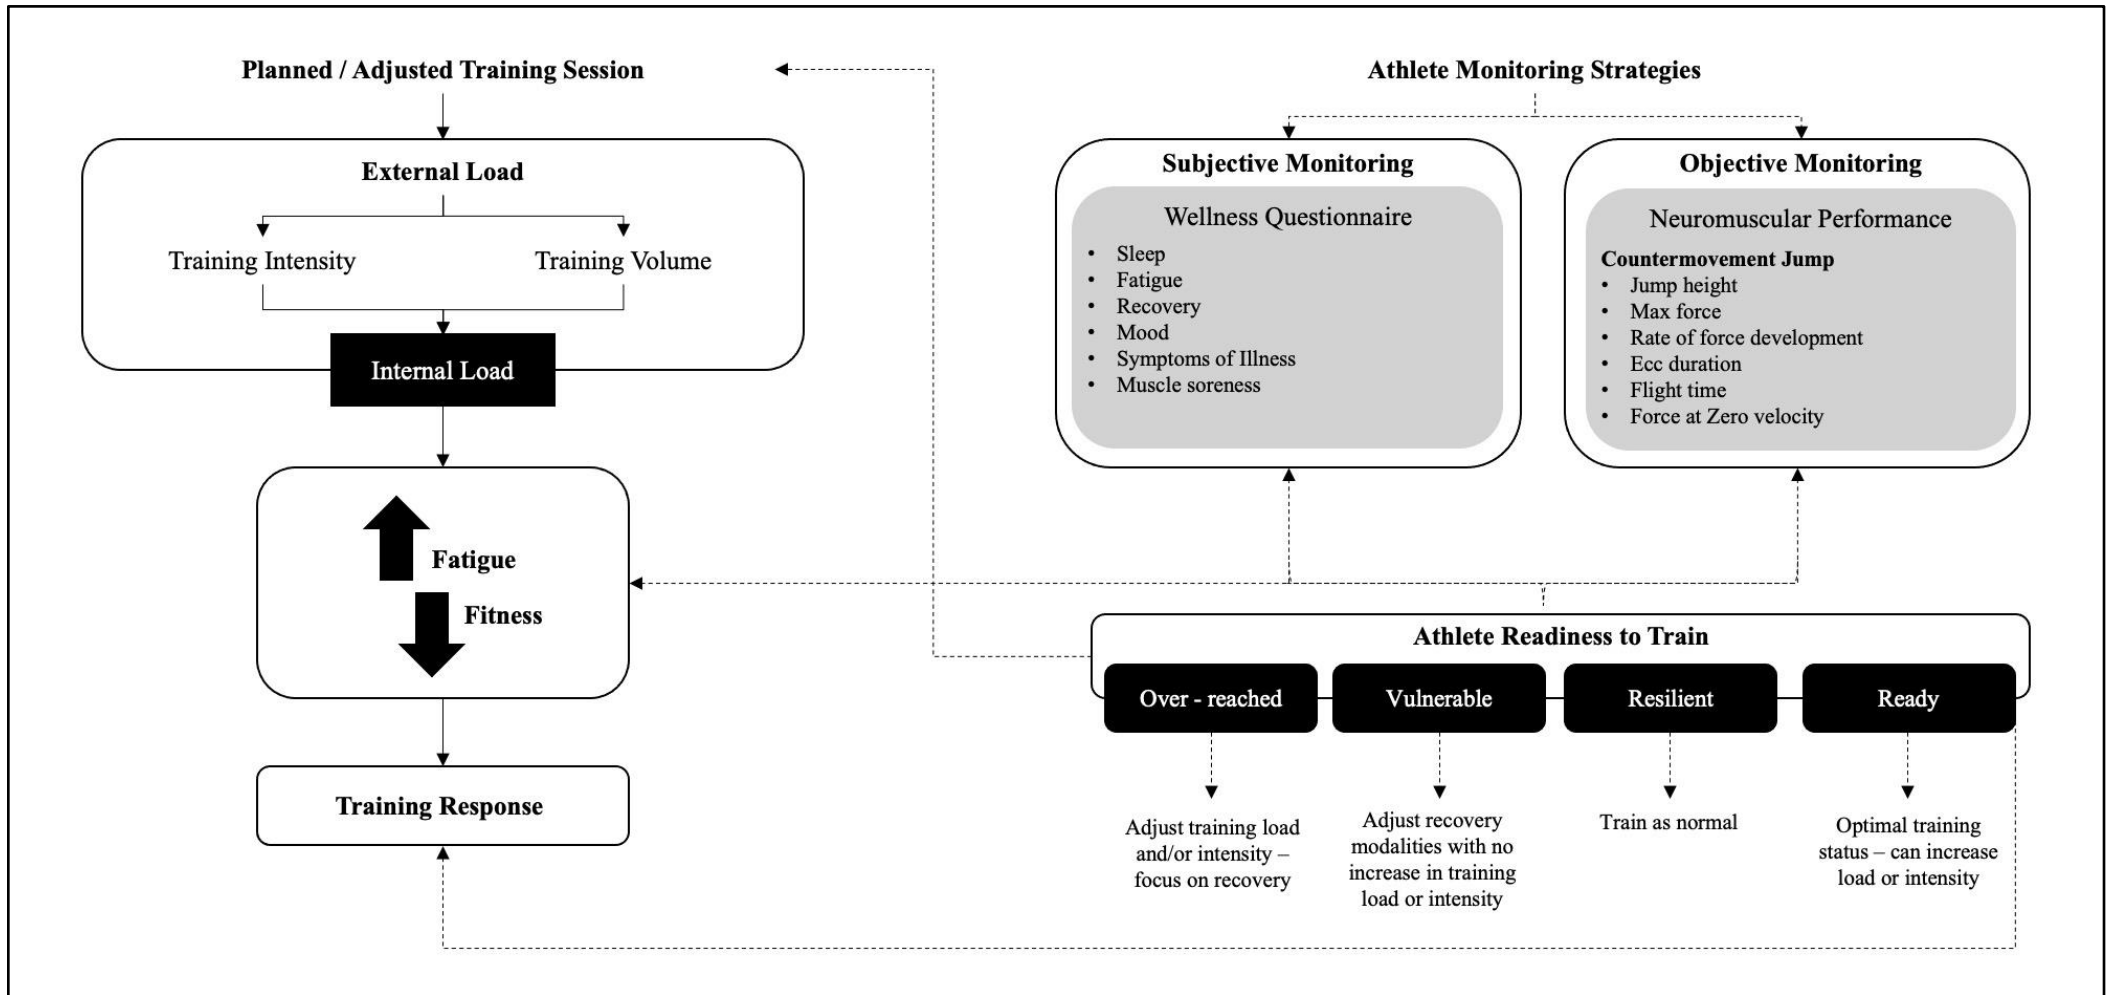 Planned / Adjusted Training Session
External Load
Training Intensity
Training Volume
Internal Load
Fatigue
Fitness
Training Response
Athlete Monitoring Strategies
Subjective Monitoring
Wellness Questionnaire
• Sleep
• Fatigue
• Recovery
• Mood
• Symptoms of Illness
• Muscle soreness
Objective Monitoring
Neuromuscular Performance
Countermovement Jump
• Jump height
• Max force
• Rate of force development
• Ecc duration
• Flight time
• Force at Zero velocity
Athlete Readiness to Train
Over - reached
Vulnerable
Resilient
Ready
Adjust training load
and/or intensity –
focus on recovery
Adjust recovery
modalities with no
increase in training
load or intensity
Train as normal
Optimal training
status – can increase
load or intensity